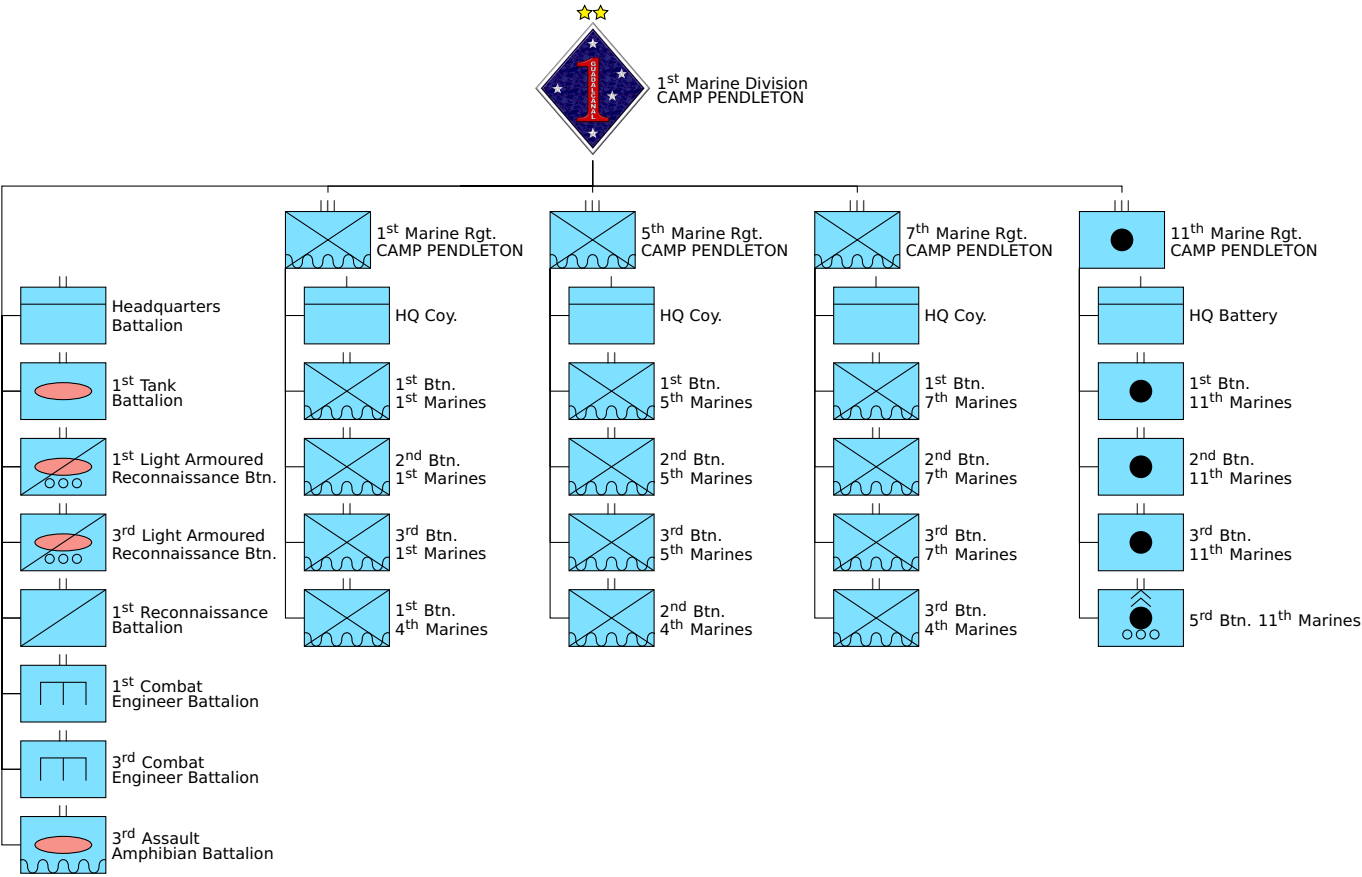 GUADALCANAL
1
1st Marine Division
CAMP PENDLETON
1st Marine Rgt.
CAMP PENDLETON
5th Marine Rgt.
CAMP PENDLETON
7th Marine Rgt.
CAMP PENDLETON
11th Marine Rgt.
CAMP PENDLETON
Headquarters
Battalion
1st Tank
Battalion
1st Light Armoured
Reconnaissance Btn.
3rd Light Armoured
Reconnaissance Btn.
1st Reconnaissance
Battalion
1st Combat
Engineer Battalion
3rd Combat
Engineer Battalion
3rd Assault
Amphibian Battalion
HQ Coy.
1st Btn.
1st Marines
2nd Btn.
1st Marines
3rd Btn.
1st Marines
1st Btn.
4th Marines
HQ Coy.
1st Btn.
5th Marines
2nd Btn.
5th Marines
3rd Btn.
5th Marines
2nd Btn.
4th Marines
HQ Coy.
1st Btn.
7th Marines
2nd Btn.
7th Marines
3rd Btn.
7th Marines
3rd Btn.
4th Marines
HQ Battery
1st Btn.
11th Marines
2nd Btn.
11th Marines
3rd Btn.
11th Marines
5rd Btn. 11th Marines